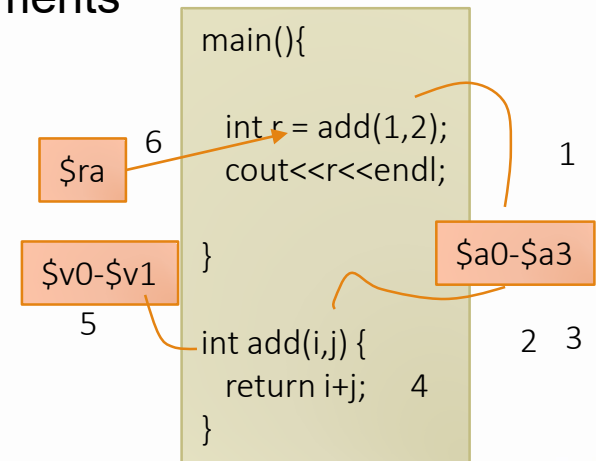 main(){
int r = add(1,2);
cout<<r<<endl;
}
int add(i,j) {
return i+j; 4
}
$ra
6
$v0-$v1
5
1
$a0-$a3
2 3